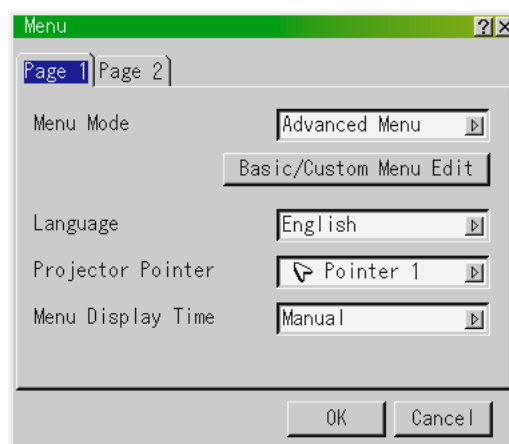 Menu
Page 1 Page 2
Menu Mode Advanced Menu
Basic/Custom Menu Edit
Language English
Projector Pointer Pointer 1
Menu Display Time Manual
OK Cancel